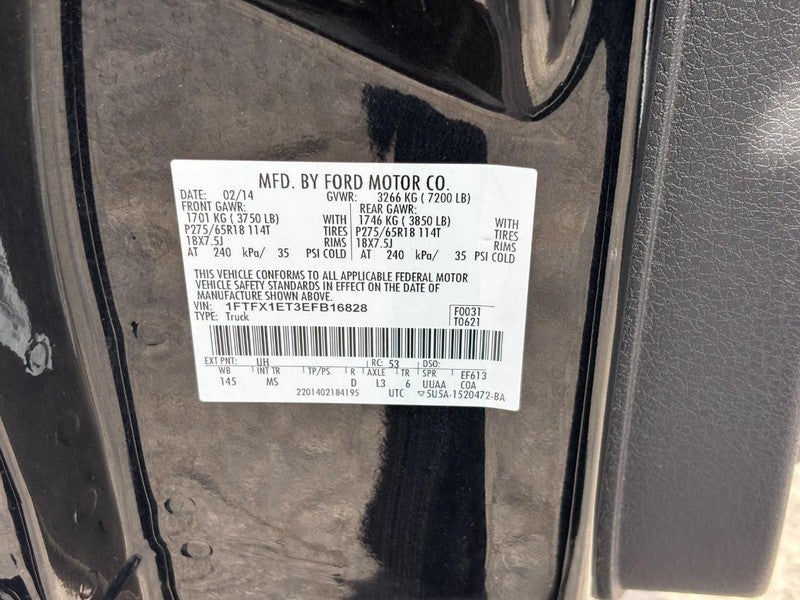 MFD. BY FORD MOTOR CO.
DATE: 02/14 GVWR: 3266 KG ( 7200 LB)
FRONT GAWR: REAR GAWR:
1701 KG ( 3750 LB) WITH 1746 KG ( 3850 LB) WITH
P275/65R18 114T TIRES P275/65R18 114T TIRES
18X7.5J RIMS 18X7.5J RIMS
AT 240 kPa/ 35 PSI COLD AT 240 kPa/ 35 PSI COLD
THIS VEHICLE CONFORMS TO ALL APPLICABLE FEDERAL MOTOR
VEHICLE SAFETY STANDARDS IN EFFECT ON THE DATE OF
MANUFACTURE SHOWN ABOVE.
VIN: 1FTFX1ET3EFB16828 F0031
TYPE: Truck T0621
EXT PNT: UH RC: 53 DSO:
WB INT TR TP/PS R AXLE TR SPR EF613
145 MS D L3 6 UUAA COA
2201402184195 UTC ▽5U5A-1520472-BA